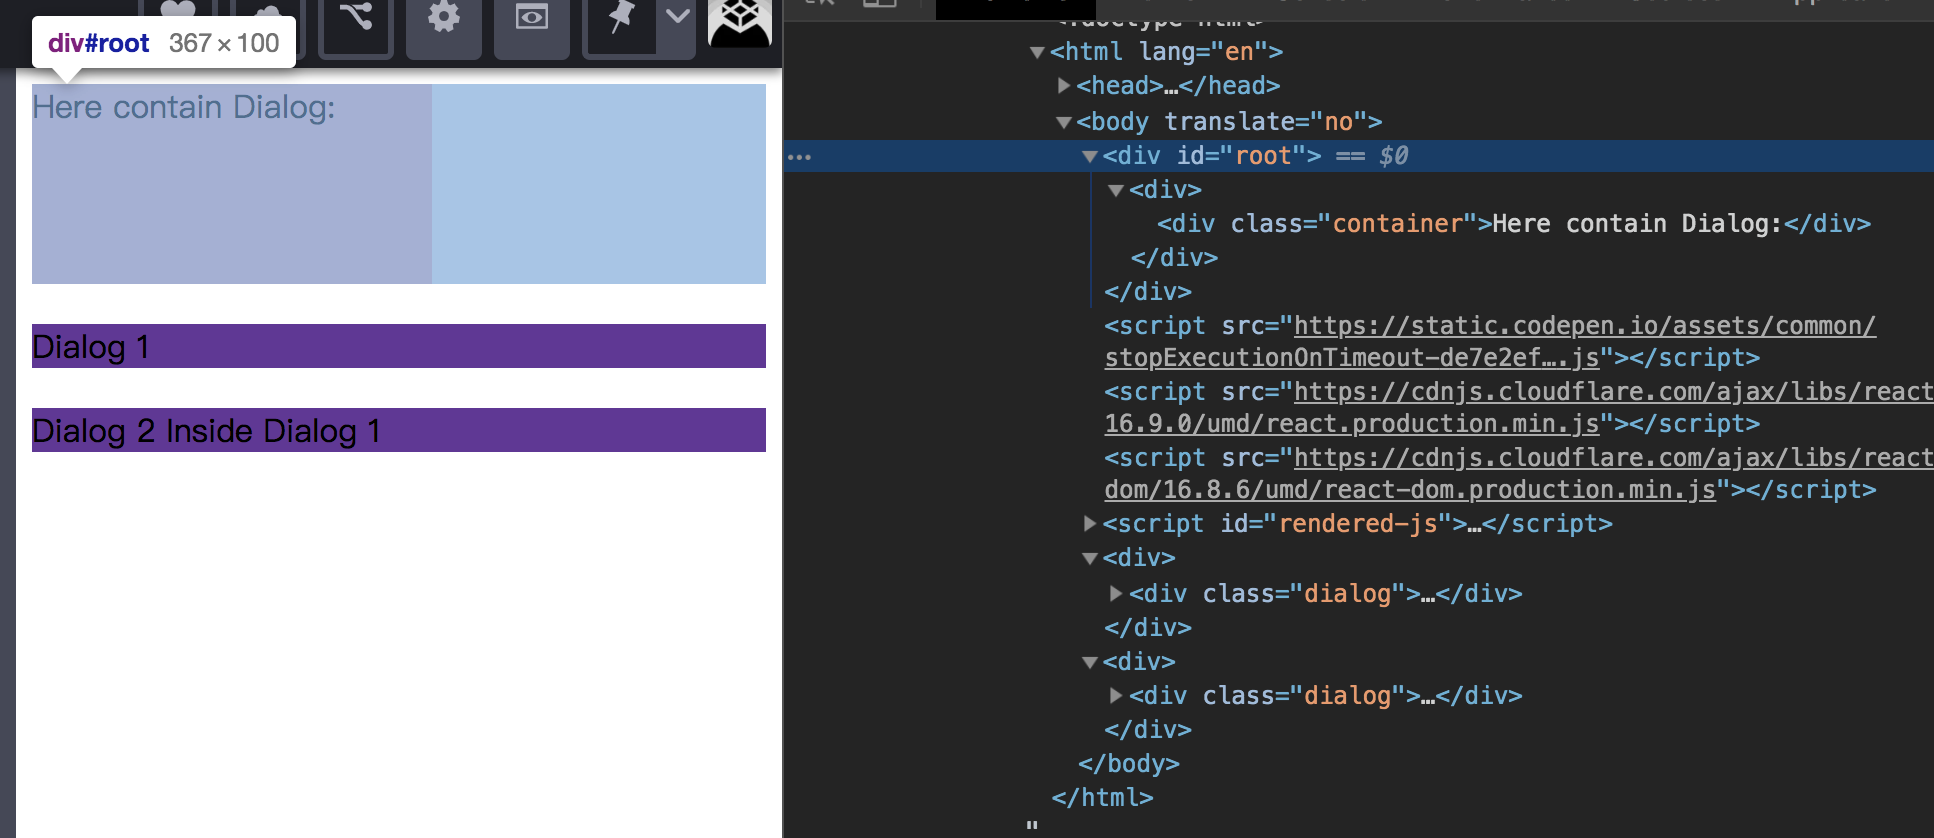 div#root 367 × 100
Here contain Dialog:
Dialog 1
Dialog 2 Inside Dialog 1
<!doctype html>
<html lang="en">
<head>…</head>
<body translate="no">
<div id="root"> == $0
<div>
<div class="container">Here contain Dialog:</div>
</div>
</div>
<script src="https://static.codepen.io/assets/common/
stopExecutionOnTimeout-de7e2ef….js"></script>
<script src="https://cdnjs.cloudflare.com/ajax/libs/react
16.9.0/umd/react.production.min.js"></script>
<script src="https://cdnjs.cloudflare.com/ajax/libs/react
dom/16.8.6/umd/react-dom.production.min.js"></script>
<script id="rendered-js">…</script>
<div>
<div class="dialog">…</div>
</div>
<div>
<div class="dialog">…</div>
</div>
</body>
</html>
"